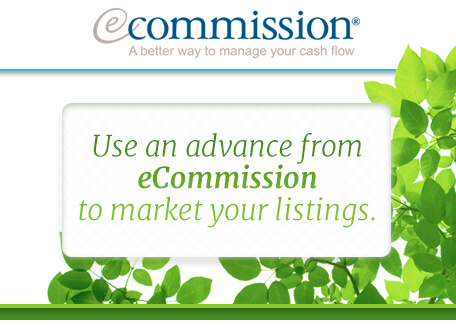 ecommission®
A better way to manage your cash flow
Use an advance from
eCommission
to market your listings.